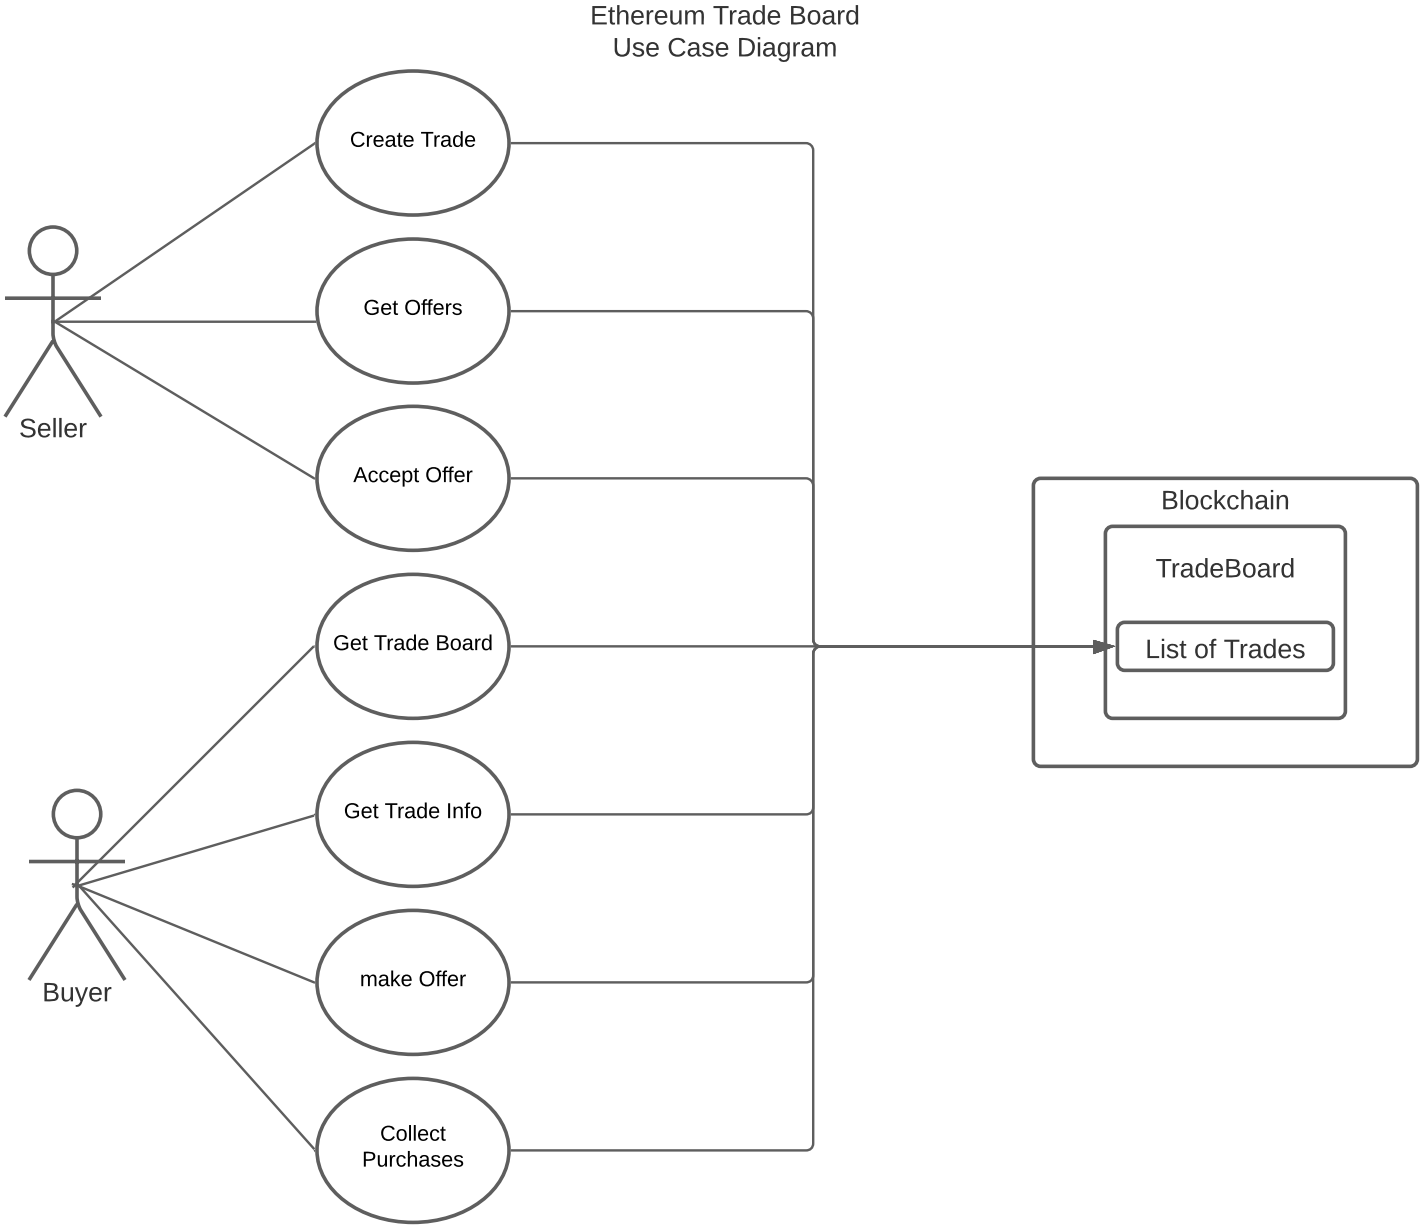 Ethereum Trade Board
Use Case Diagram
Create Trade
Get Offers
Seller
Accept Offer
Blockchain
TradeBoard
List of Trades
Get Trade Board
Get Trade Info
Buyer
make Offer
Collect
Purchases